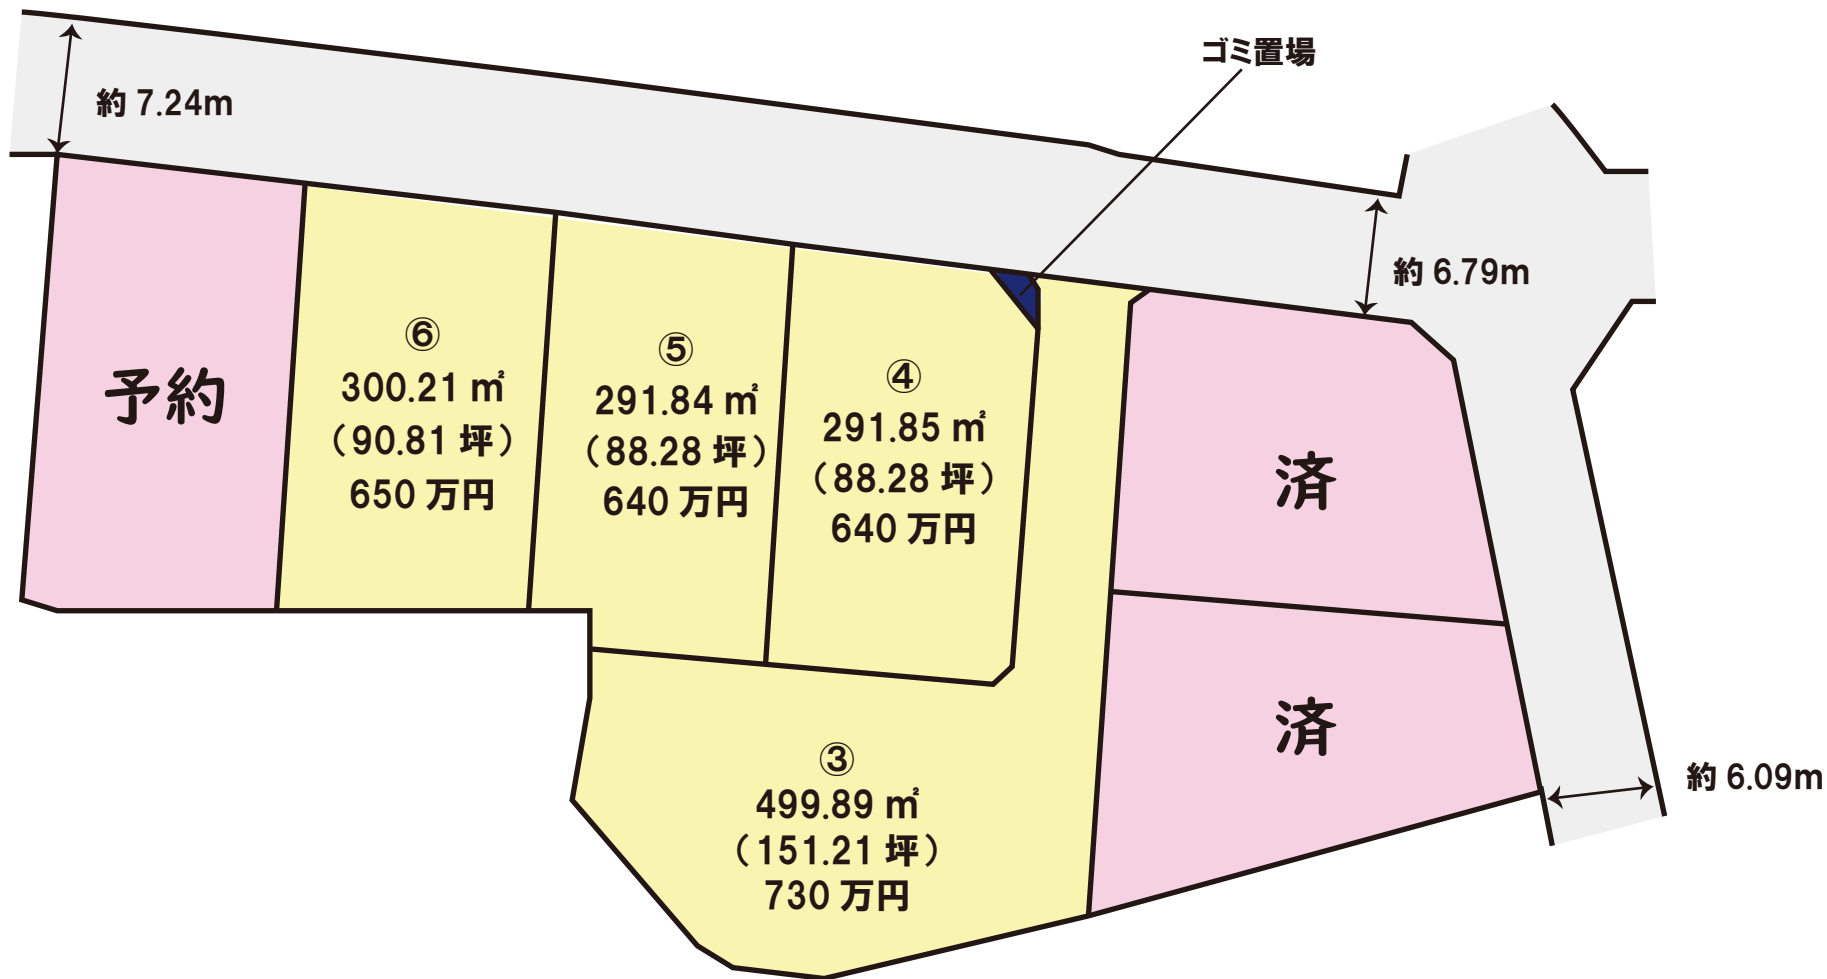 ゴミ置場
約 7.24m
約 6.79m
予約
⑥
300.21 ㎡
（90.81 坪）
650 万円
⑤
291.84 ㎡
（88.28 坪）
640 万円
④
291.85 ㎡
（88.28 坪）
640 万円
済
済
③
499.89 ㎡
（151.21 坪）
730 万円
約 6.09m